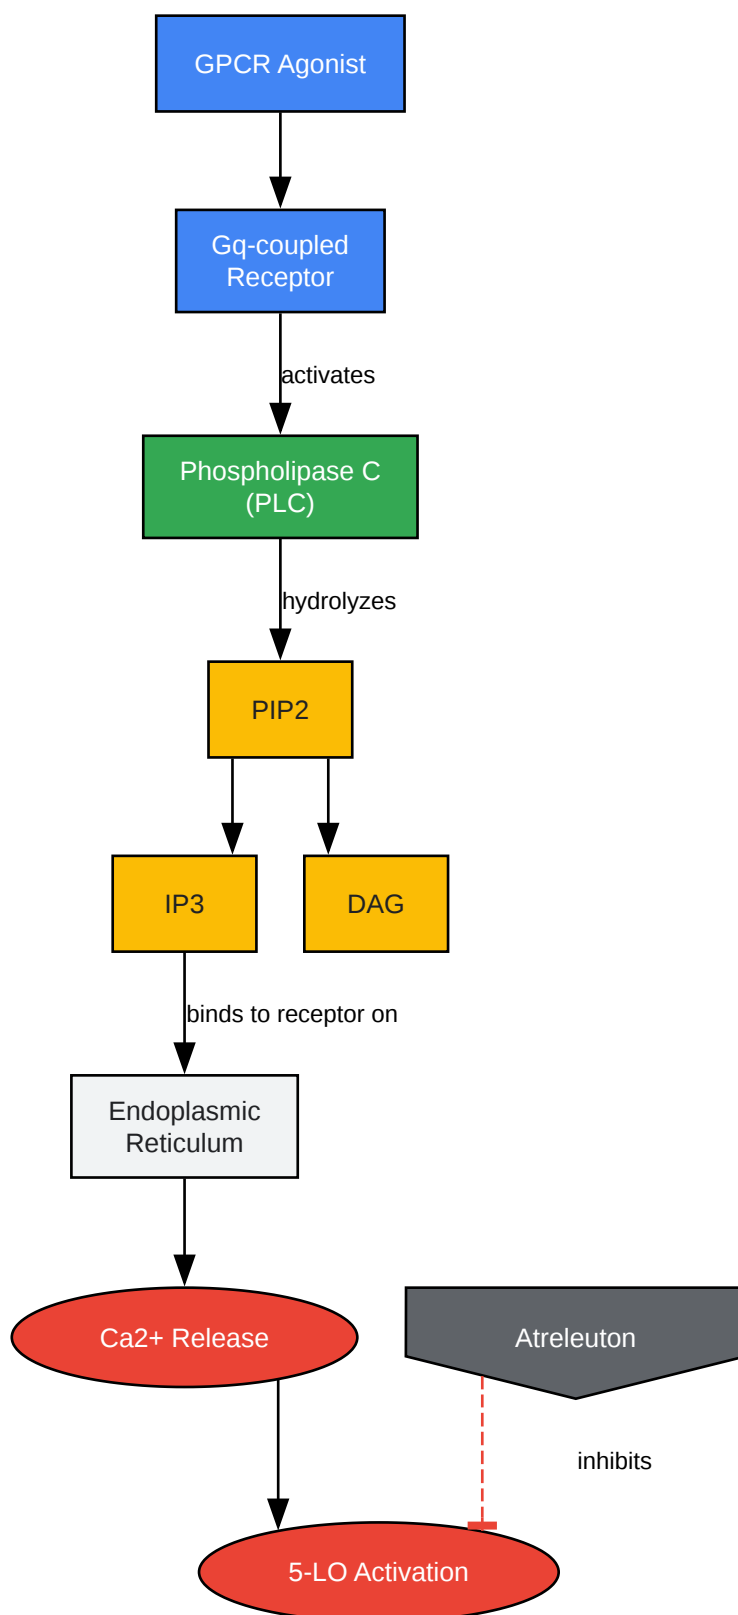 GPCR Agonist
Gq-coupled
Receptor
activates
Phospholipase C
(PLC)
hydrolyzes
PIP2
IP3
DAG
binds to receptor on
Endoplasmic
Reticulum
Ca2+ Release
Atreleuton
inhibits
5-LO Activation